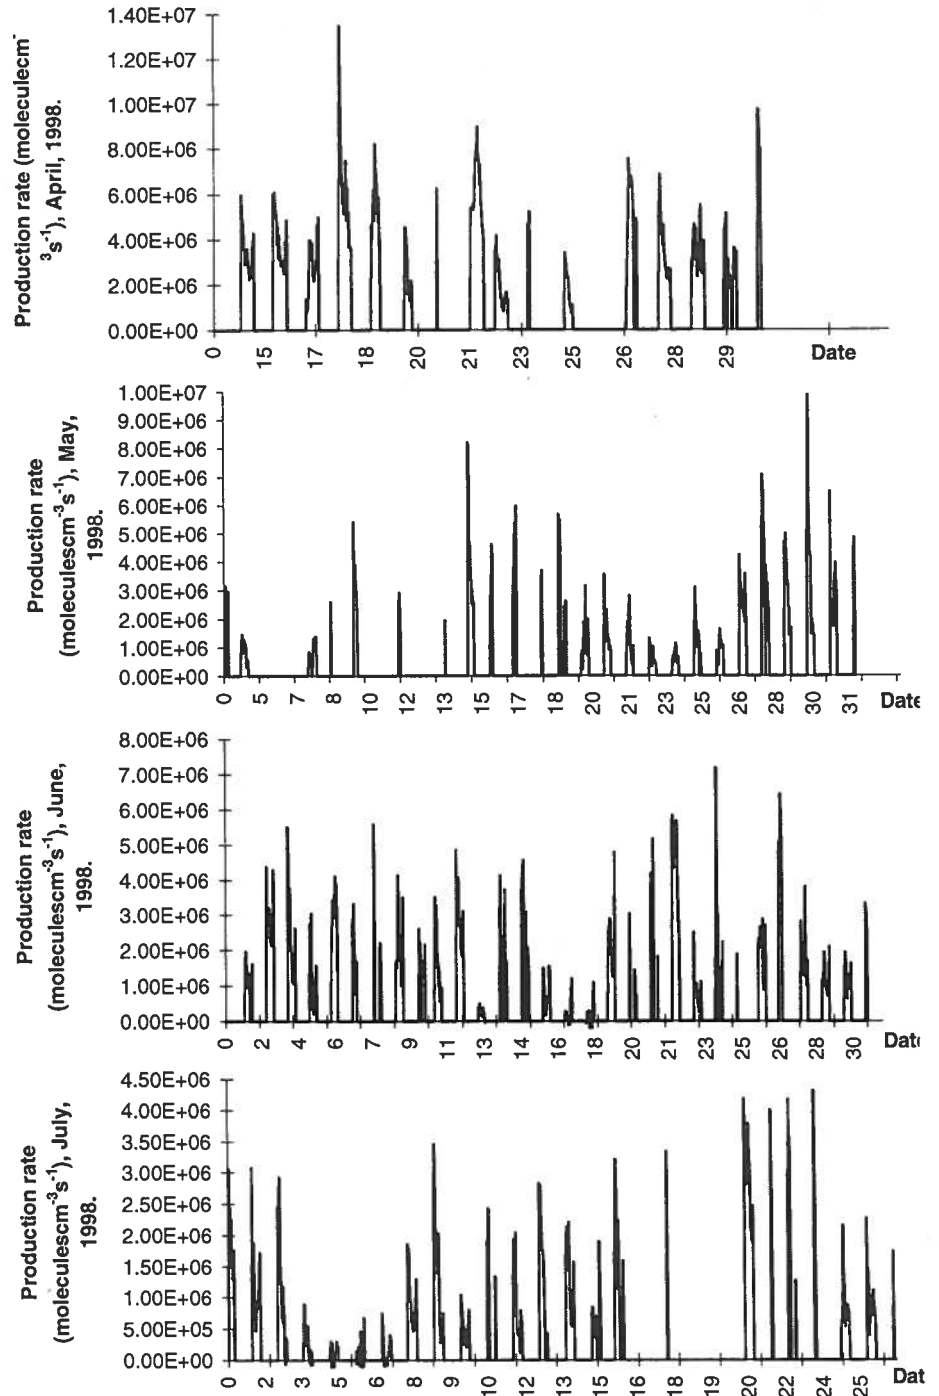 Production rate (moleculecm-
3s-1), April, 1998.
1.40E+07
1.20E+07
1.00E+07
8.00E+06
6.00E+06
4.00E+06
2.00E+06
0.00E+00
0 15 17 18 20 21 23 25 26 28 29 Date
Production rate
(moleculescm-3s-1), May,
1998.
1.00E+07
9.00E+06
8.00E+06
7.00E+06
6.00E+06
5.00E+06
4.00E+06
3.00E+06
2.00E+06
1.00E+06
0.00E+00
0 5 7 8 10 12 13 15 17 18 20 21 23 25 26 28 30 31 Date
Production rate
(moleculescm-3s-1), June,
1998.
8.00E+06
7.00E+06
6.00E+06
5.00E+06
4.00E+06
3.00E+06
2.00E+06
1.00E+06
0.00E+00
0 2 4 6 7 9 11 13 14 16 18 20 21 23 25 26 28 30 Date
Production rate
(moleculescm-3s-1), July,
1998.
4.50E+06
4.00E+06
3.50E+06
3.00E+06
2.50E+06
2.00E+06
1.50E+06
1.00E+06
5.00E+05
0.00E+00
0 2 3 5 6 8 9 10 12 13 15 16 18 19 20 22 24 25 Dat